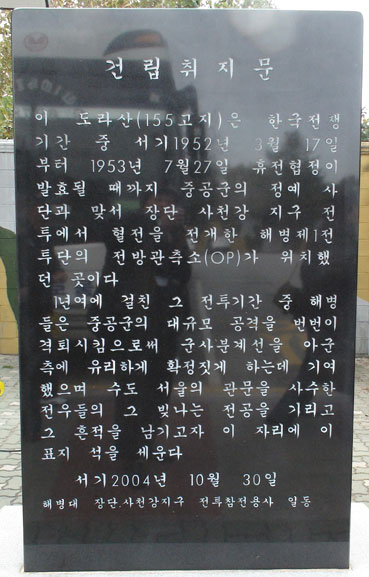 건립취지문
이 도라산(155고지)은 한국전쟁
기간 중 서기1952년 3월 17일
부터 1953년 7월27일 휴전협정이
발효될 때까지 중공군의 정예 사
단과 맞서 장단 사천강 지구 전
투에서 혈전을 전개한 해병제1전
투단의 전방관측소(OP)가 위치했
던 곳이다
1년여에 걸친 그 전투기간 중 해병
들은 중공군의 대규모 공격을 번번이
격퇴시킴으로써 군사분계선을 아군
측에 유리하게 확정짓게 하는데 기여
했으며 수도 서울의 관문을 사수한
전우들의 그 빛나는 전공을 기리고
그 흔적을 남기고자 이 자리에 이
표지 석을 세운다
서기2004년 10월 30일
해병대 장단.사천강지구 전투참전용사 일동